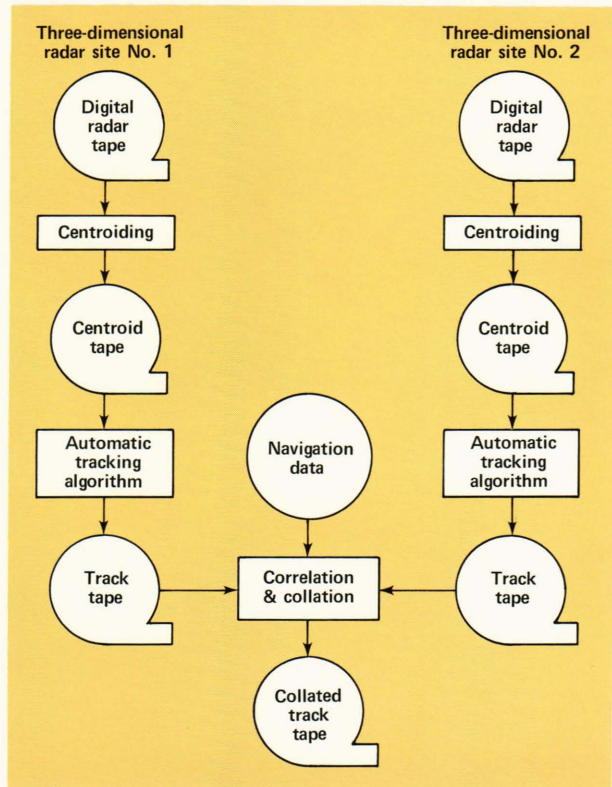 Three-dimensional
radar site No. 1
Digital
radar
tape
Centroiding
Centroid
tape
Automatic
tracking
algorithm
Track
tape
Three-dimensional
radar site No. 2
Digital
radar
tape
Centroiding
Centroid
tape
Automatic
tracking
algorithm
Track
tape
Navigation
data
Correlation
& collation
Collated
track
tape